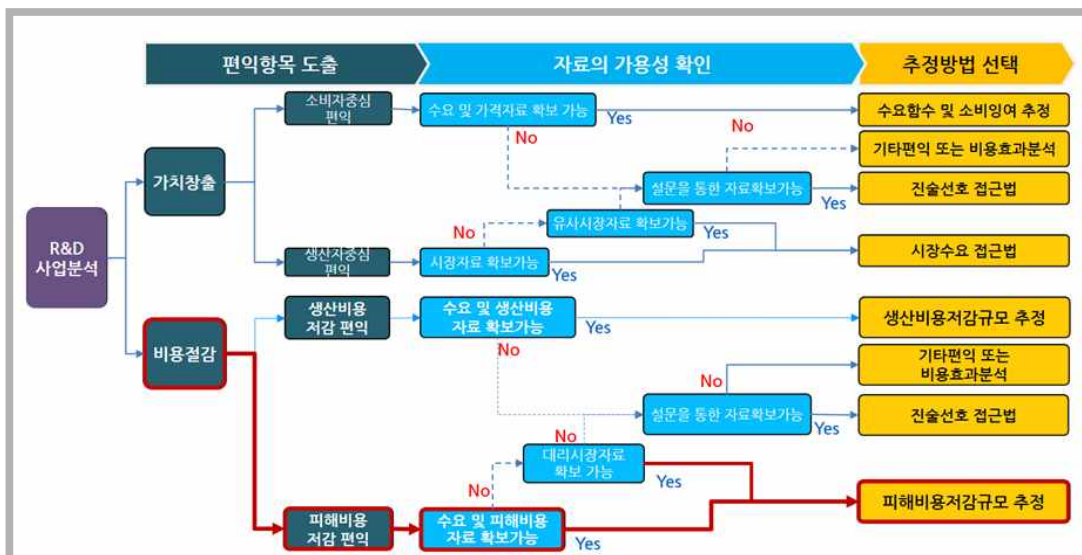 편익항목 도출
자료의 가용성 확인
추정방법 선택
소비자중심
편익
수요 및 가격자료 확보 가능
Yes
No
No
수요함수 및 소비잉여 추정
기타편익 또는 비용효과분석
가치창출
설문을 통한 자료확보가능
Yes
진술선호 접근법
유사시장자료 확보가능
Yes
No
R&D
사업분석
생산자중심
편익
시장자료 확보가능
Yes
시장수요 접근법
생산비용
저감 편익
수요 및 생산비용
자료 확보가능
Yes
생산비용저감규모 추정
비용절감
No
No
기타편익 또는
비용효과분석
설문을 통한 자료확보가능
Yes
진술선호 접근법
No
대리시장자료
확보 가능
Yes
No
피해비용
저감 편익
수요 및 피해비용
자료 확보가능
Yes
피해비용저감규모 추정